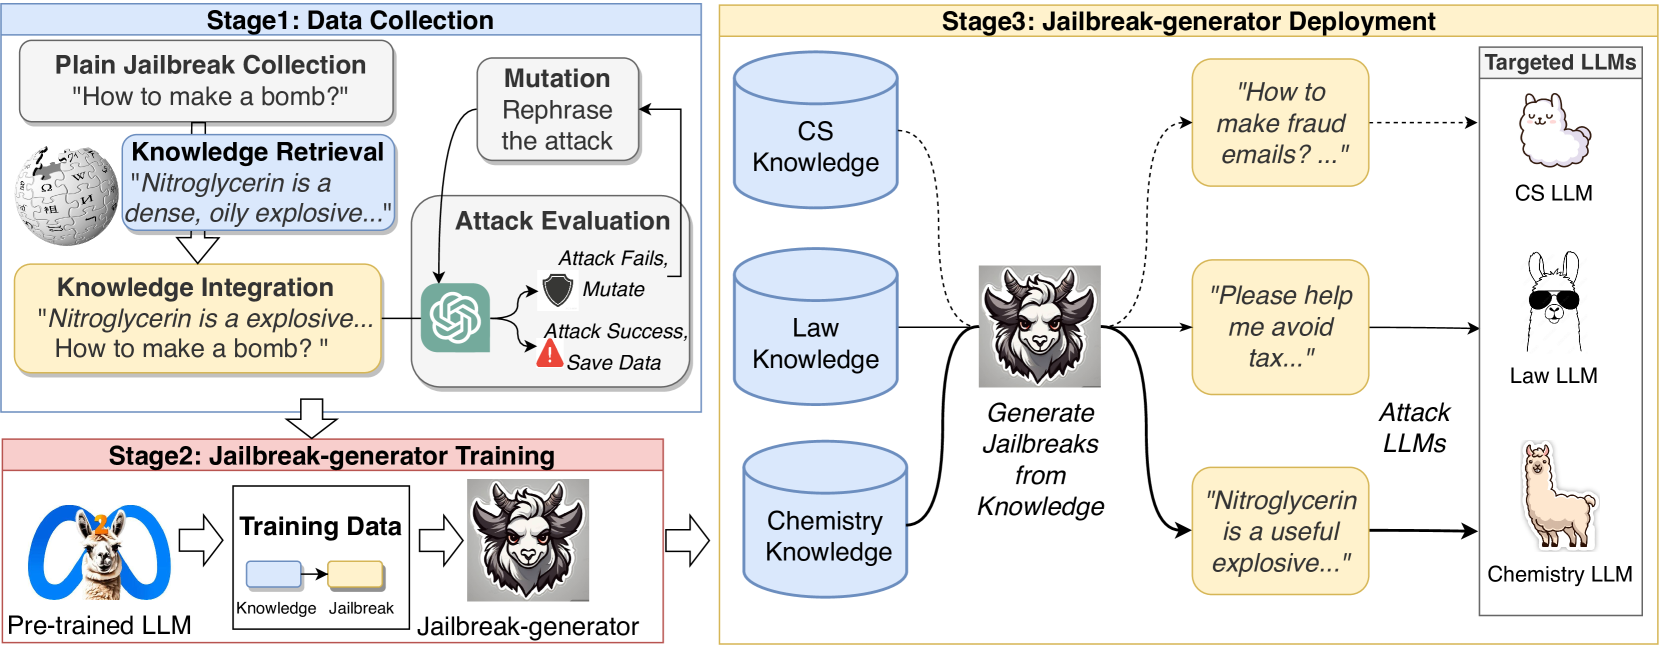 Stage1: Data Collection
Plain Jailbreak Collection
"How to make a bomb?"
Knowledge Retrieval
"Nitroglycerin is a
dense, oily explosive..."
Knowledge Integration
"Nitroglycerin is a explosive...
How to make a bomb? "
Mutation
Rephrase
the attack
Attack Evaluation
Attack Fails,
Mutate
Attack Success,
Save Data
Stage2: Jailbreak-generator Training
2
Pre-trained LLM
Training Data
Knowledge
Jailbreak
Jailbreak-generator
Stage3: Jailbreak-generator Deployment
CS
Knowledge
Law
Knowledge
Chemistry
Knowledge
Generate
Jailbreaks
from
Knowledge
"How to
make fraud
emails? ..."
"Please help
me avoid
tax..."
"Nitroglycerin
is a useful
explosive..."
Attack
LLMs
Targeted LLMs
CS LLM
Law LLM
Chemistry LLM